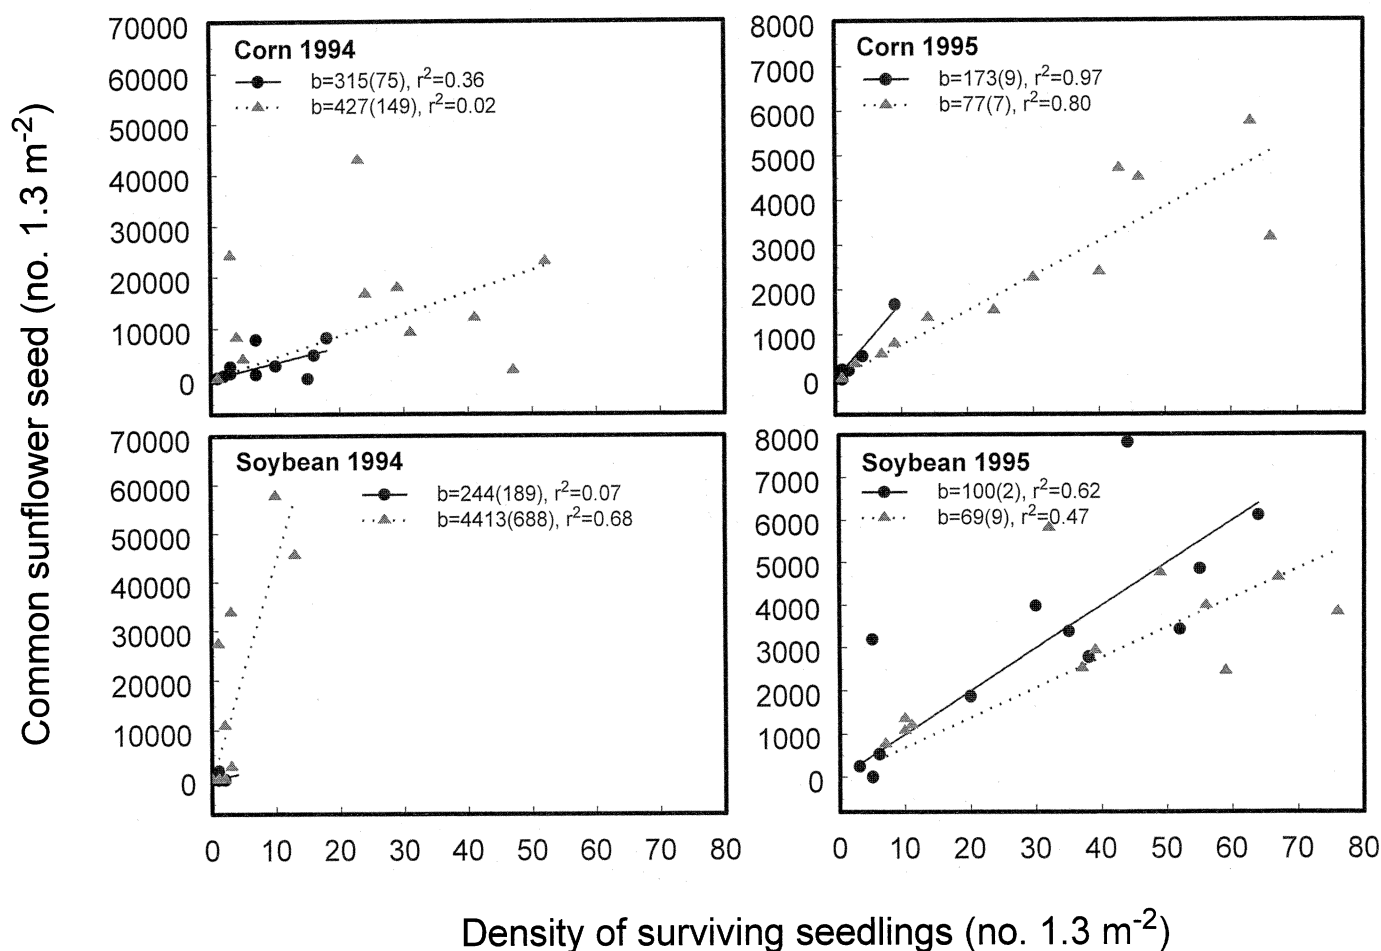 Common sunflower seed (no. 1.3 m-2)
70000
60000
50000
40000
30000
20000
10000
0
Corn 1994
b=315(75), r2=0.36
b=427(149), r2=0.02
8000
7000
6000
5000
4000
3000
2000
1000
0
Corn 1995
b=173(9), r2=0.97
b=77(7), r2=0.80
70000
60000
50000
40000
30000
20000
10000
0
Soybean 1994
b=244(189), r2=0.07
b=4413(688), r2=0.68
0 10 20 30 40 50 60 70 80
8000
7000
6000
5000
4000
3000
2000
1000
0
Soybean 1995
b=100(2), r2=0.62
b=69(9), r2=0.47
0 10 20 30 40 50 60 70 80
Density of surviving seedlings (no. 1.3 m-2)